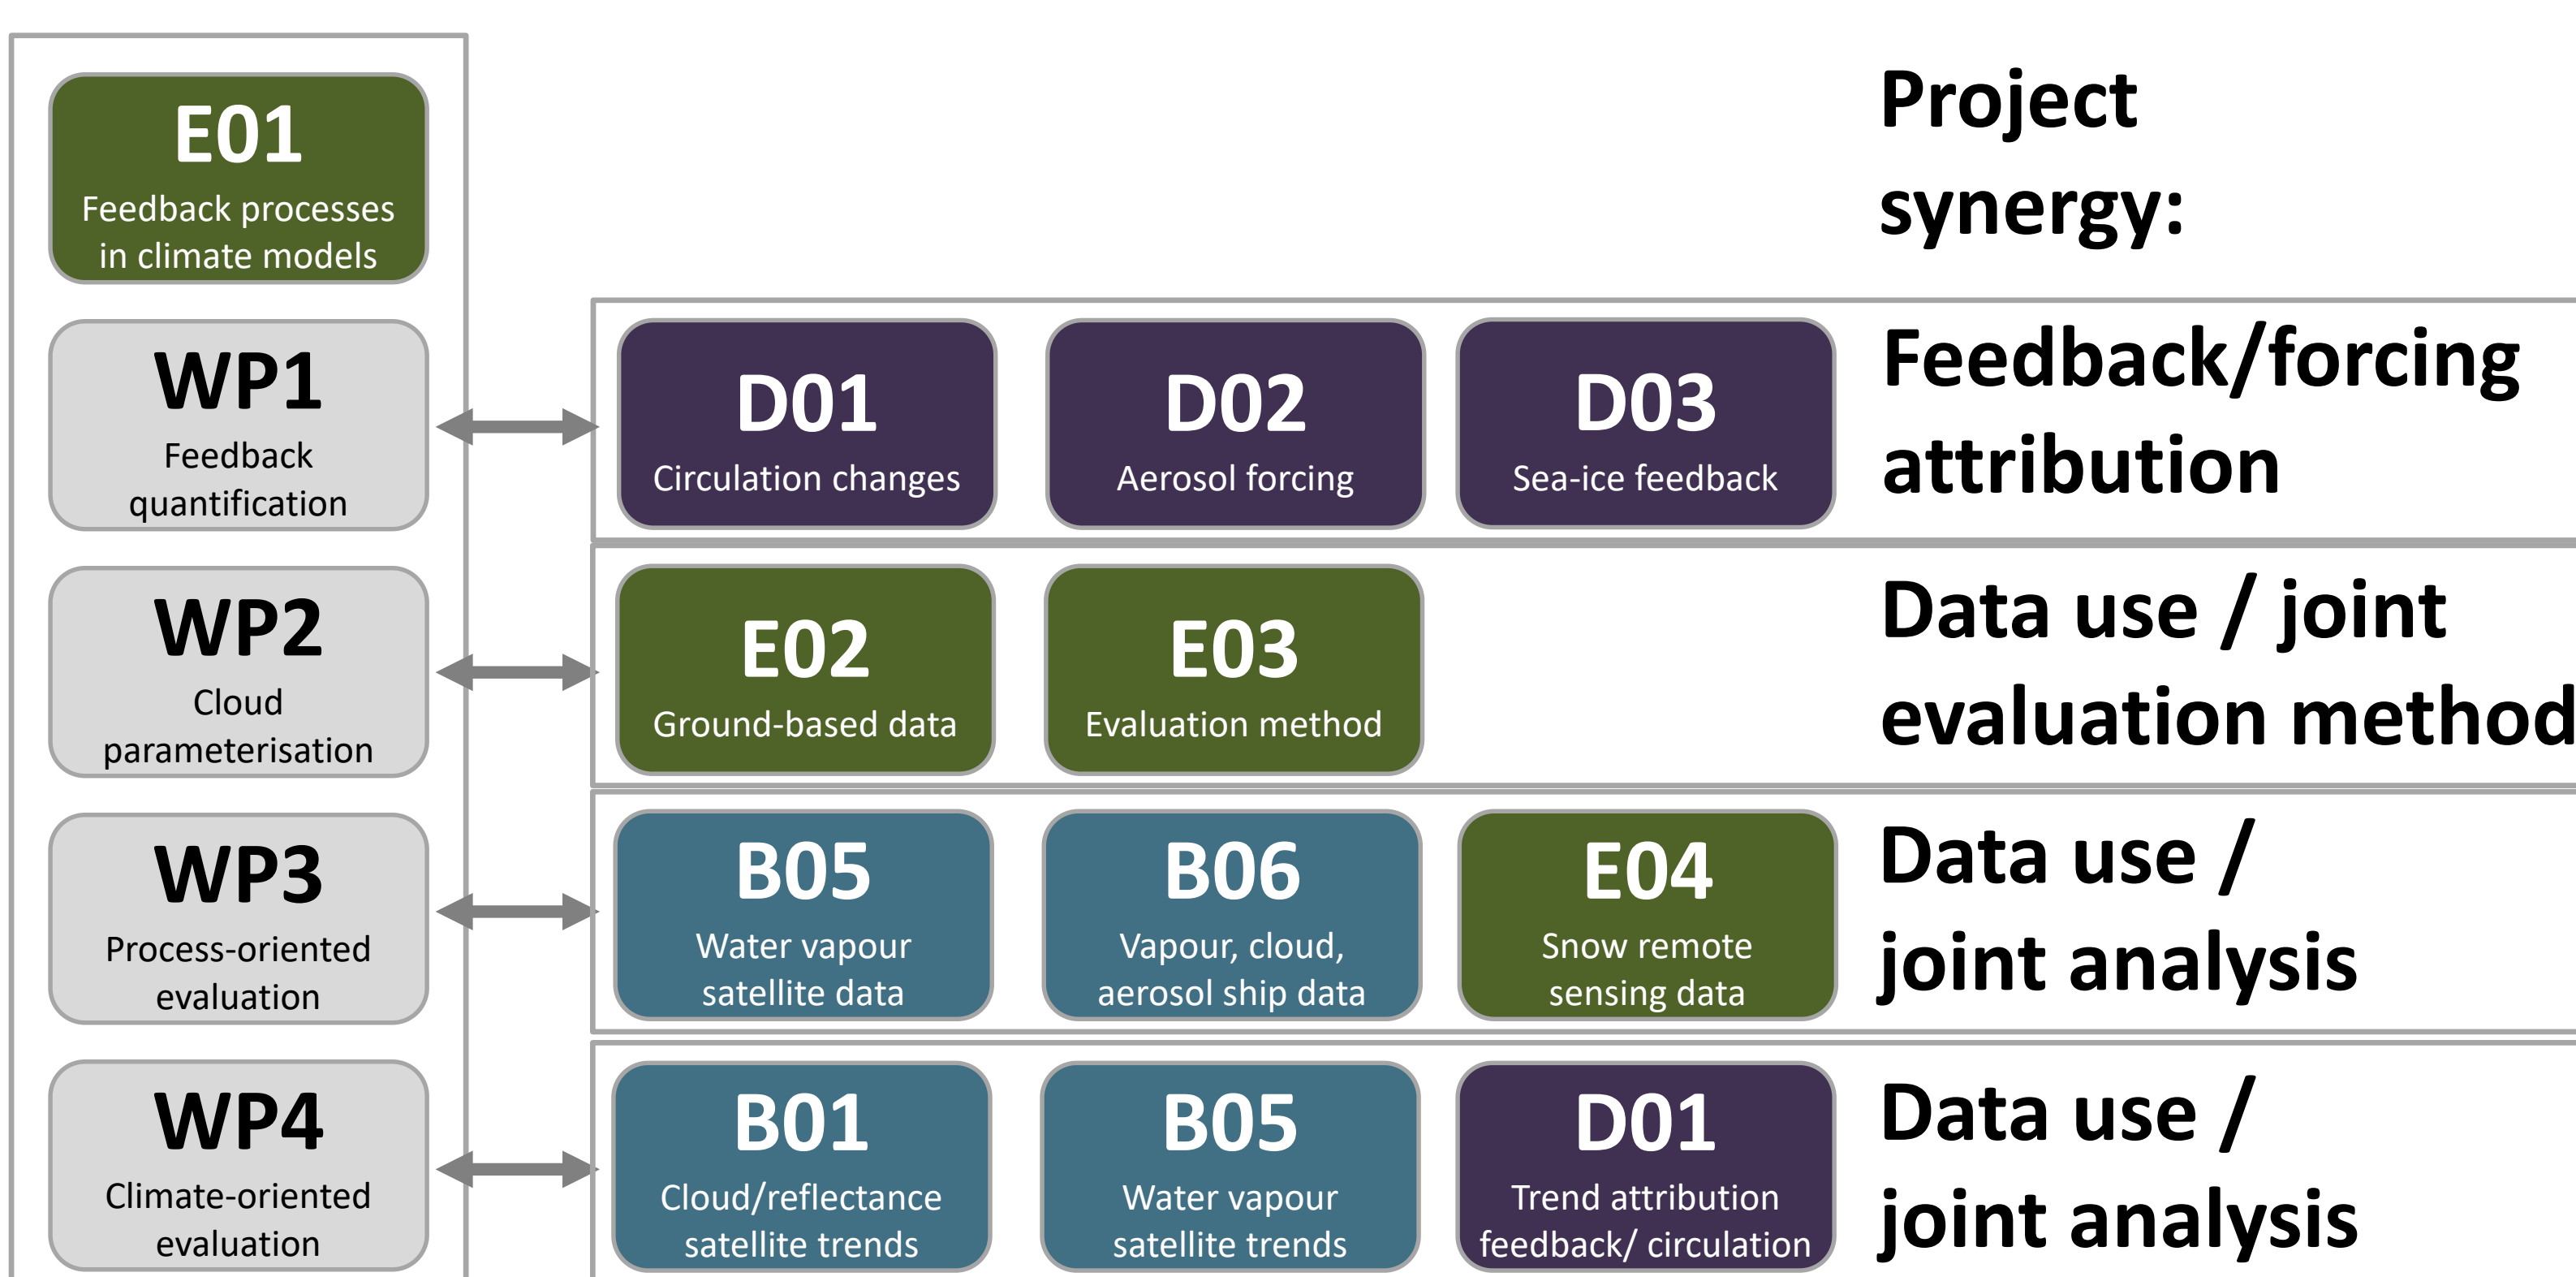 E01
Feedback processes
in climate models
Project
synergy:
WP1
Feedback
quantification
D01
Circulation changes
D02
Aerosol forcing
D03
Sea-ice feedback
Feedback/forcing
attribution
WP2
Cloud
parameterisation
E02
Ground-based data
E03
Evaluation method
Data use / joint
evaluation method
WP3
Process-oriented
evaluation
B05
Water vapour
satellite data
B06
Vapour, cloud,
aerosol ship data
E04
Snow remote
sensing data
Data use /
joint analysis
WP4
Climate-oriented
evaluation
B01
Cloud/reflectance
satellite trends
B05
Water vapour
satellite trends
D01
Trend attribution
feedback/ circulation
Data use /
joint analysis